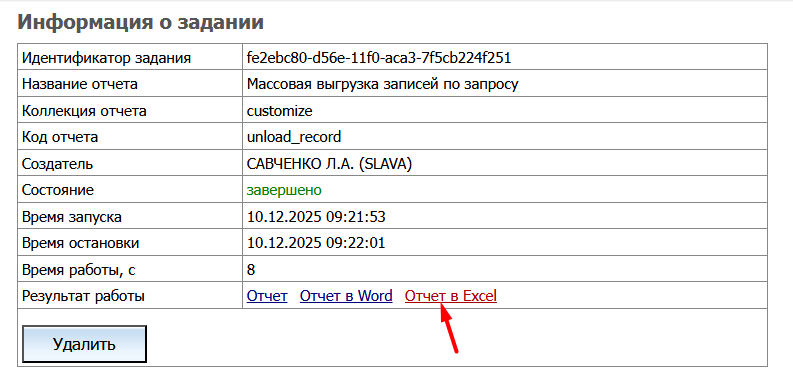 Информация о задании
Идентификатор задания fe2ebc80-d56e-11f0-aca3-7f5cb224f251
Название отчета Массовая выгрузка записей по запросу
Коллекция отчета customize
Код отчета unload_record
Создатель САВЧЕНКО Л.А. (SLAVA)
Состояние завершено
Время запуска 10.12.2025 09:21:53
Время остановки 10.12.2025 09:22:01
Время работы, с 8
Результат работы Отчет Отчет в Word Отчет в Excel
Удалить